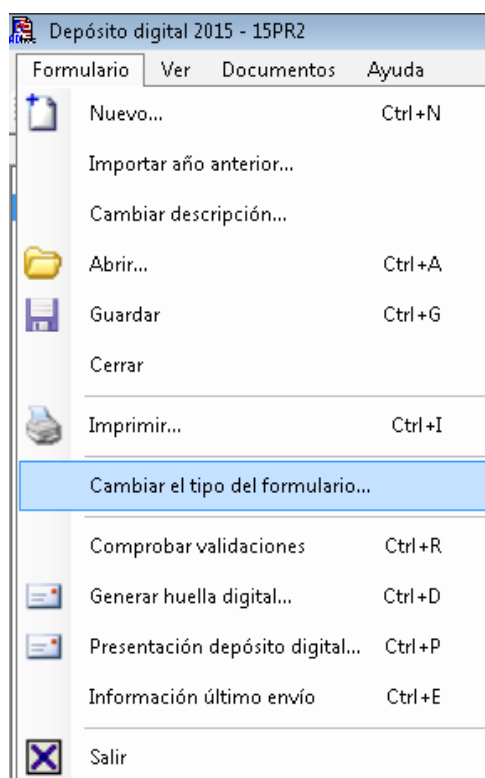 Depósito digital 2015 - 15PR2
Formulario Ver Documentos Ayuda
Nuevo... Ctrl+N
Importar año anterior...
Cambiar descripción...
Abrir... Ctrl+A
Guardar Ctrl+G
Cerrar
Imprimir... Ctrl+I
Cambiar el tipo del formulario...
Comprobar validaciones Ctrl+R
Generar huella digital... Ctrl+D
Presentación depósito digital... Ctrl+P
Información último envío Ctrl+E
Salir